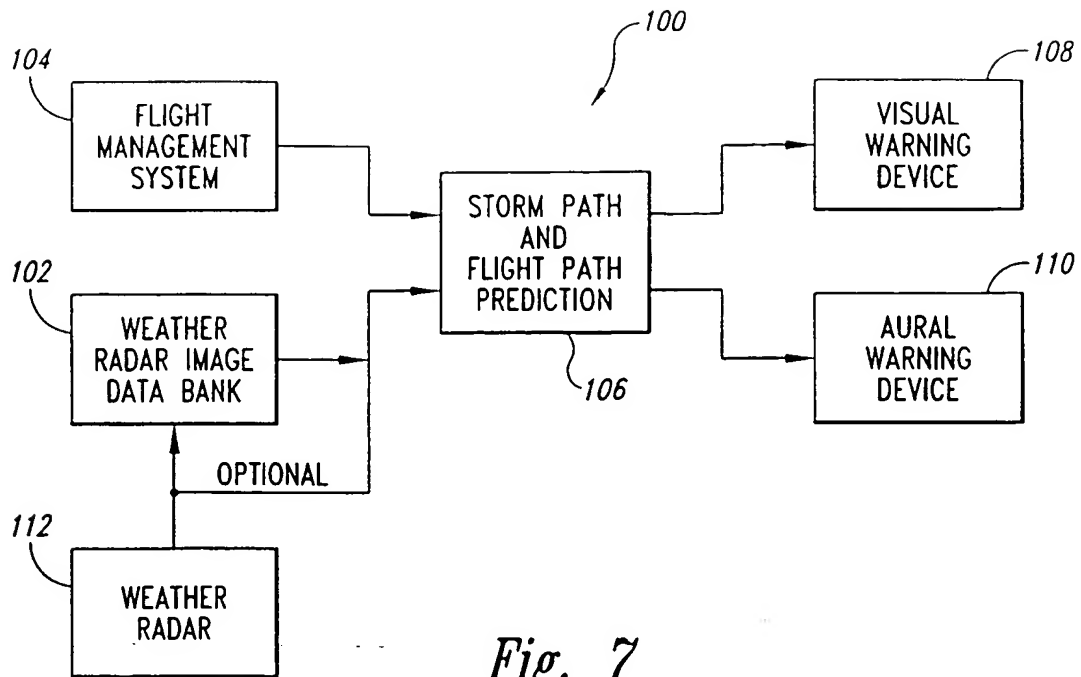 100
104
FLIGHT
MANAGEMENT
SYSTEM
108
VISUAL
WARNING
DEVICE
STORM PATH
AND
FLIGHT PATH
PREDICTION
106
102
WEATHER
RADAR IMAGE
DATA BANK
110
AURAL
WARNING
DEVICE
OPTIONAL
112
WEATHER
RADAR
Fig. 7